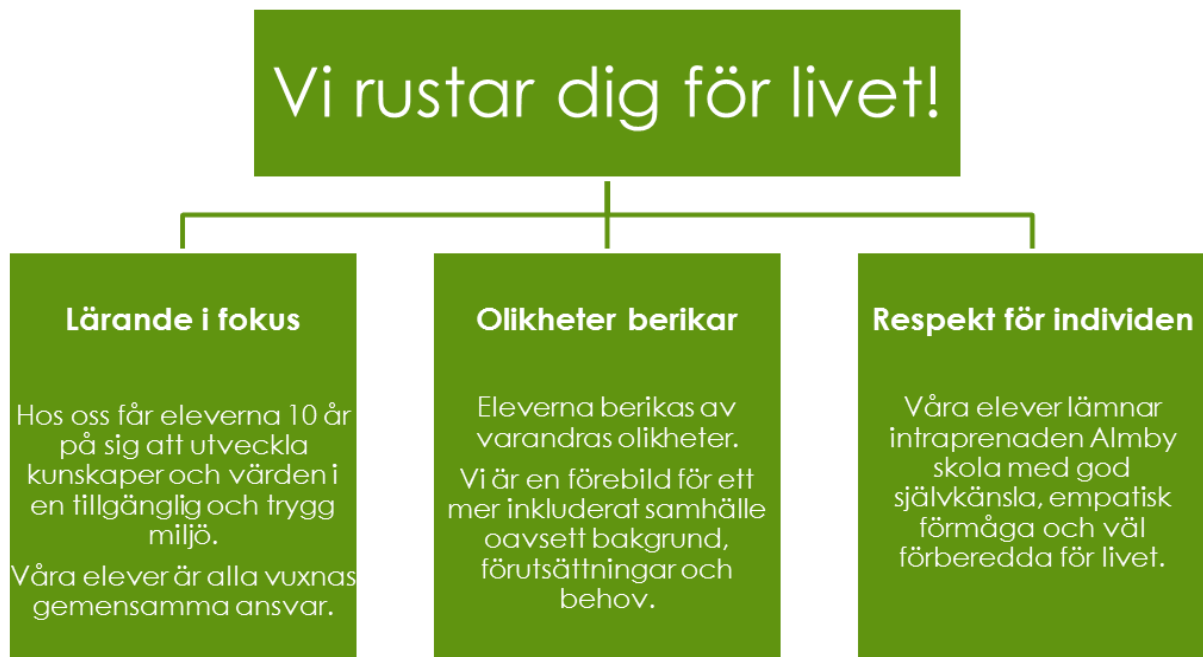 Vi rustar dig för livet!
Lärande i fokus
Hos oss får eleverna 10 år
på sig att utveckla
kunskaper och värden i
en tillgänglig och trygg
miljö.
Våra elever är alla vuxnas
gemensamma ansvar.
Olikheter berikar
Eleverna berikas av
varandras olikheter.
Vi är en förebild för ett
mer inkluderat samhälle
oavsett bakgrund,
förutsättningar och
behov.
Respekt för individen
Våra elever lämnar
intraprenaden Almby
skola med god
självkänsla, empatisk
förmåga och väl
förberedda för livet.